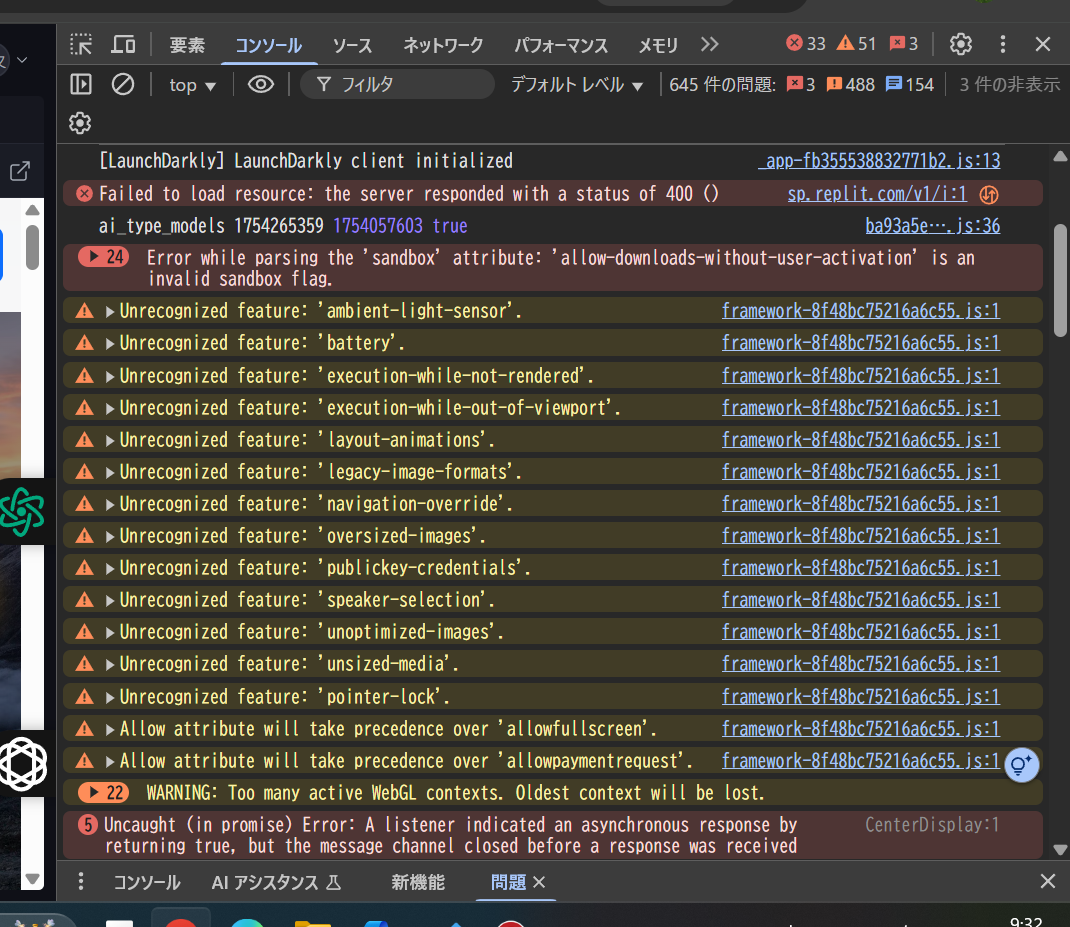 要素 コンソール ソース ネットワーク パフォーマンス メモリ 33 51 3
top フィルタ デフォルト レベル 645 件の問題: 3 488 154 3 件の非表示
[LaunchDarkly] LaunchDarkly client initialized _app-fb355538832771b2.js:13
Failed to load resource: the server responded with a status of 400 () sp.replit.com/v1/i:1
ai_type_models 1754265359 1754057603 true ba93a5e….js:36
24 Error while parsing the 'sandbox' attribute: 'allow-downloads-without-user-activation' is an
invalid sandbox flag.
Unrecognized feature: 'ambient-light-sensor'. framework-8f48bc75216a6c55.js:1
Unrecognized feature: 'battery'. framework-8f48bc75216a6c55.js:1
Unrecognized feature: 'execution-while-not-rendered'. framework-8f48bc75216a6c55.js:1
Unrecognized feature: 'execution-while-out-of-viewport'. framework-8f48bc75216a6c55.js:1
Unrecognized feature: 'layout-animations'. framework-8f48bc75216a6c55.js:1
Unrecognized feature: 'legacy-image-formats'. framework-8f48bc75216a6c55.js:1
Unrecognized feature: 'navigation-override'. framework-8f48bc75216a6c55.js:1
Unrecognized feature: 'oversized-images'. framework-8f48bc75216a6c55.js:1
Unrecognized feature: 'publickey-credentials'. framework-8f48bc75216a6c55.js:1
Unrecognized feature: 'speaker-selection'. framework-8f48bc75216a6c55.js:1
Unrecognized feature: 'unoptimized-images'. framework-8f48bc75216a6c55.js:1
Unrecognized feature: 'unsized-media'. framework-8f48bc75216a6c55.js:1
Unrecognized feature: 'pointer-lock'. framework-8f48bc75216a6c55.js:1
Allow attribute will take precedence over 'allowfullscreen'. framework-8f48bc75216a6c55.js:1
Allow attribute will take precedence over 'allowpaymentrequest'. framework-8f48bc75216a6c55.js:1
22 WARNING: Too many active WebGL contexts. Oldest context will be lost.
5 Uncaught (in promise) Error: A listener indicated an asynchronous response by CenterDisplay:1
returning true, but the message channel closed before a response was received
コンソール AI アシスタンス 新機能 問題
9:32